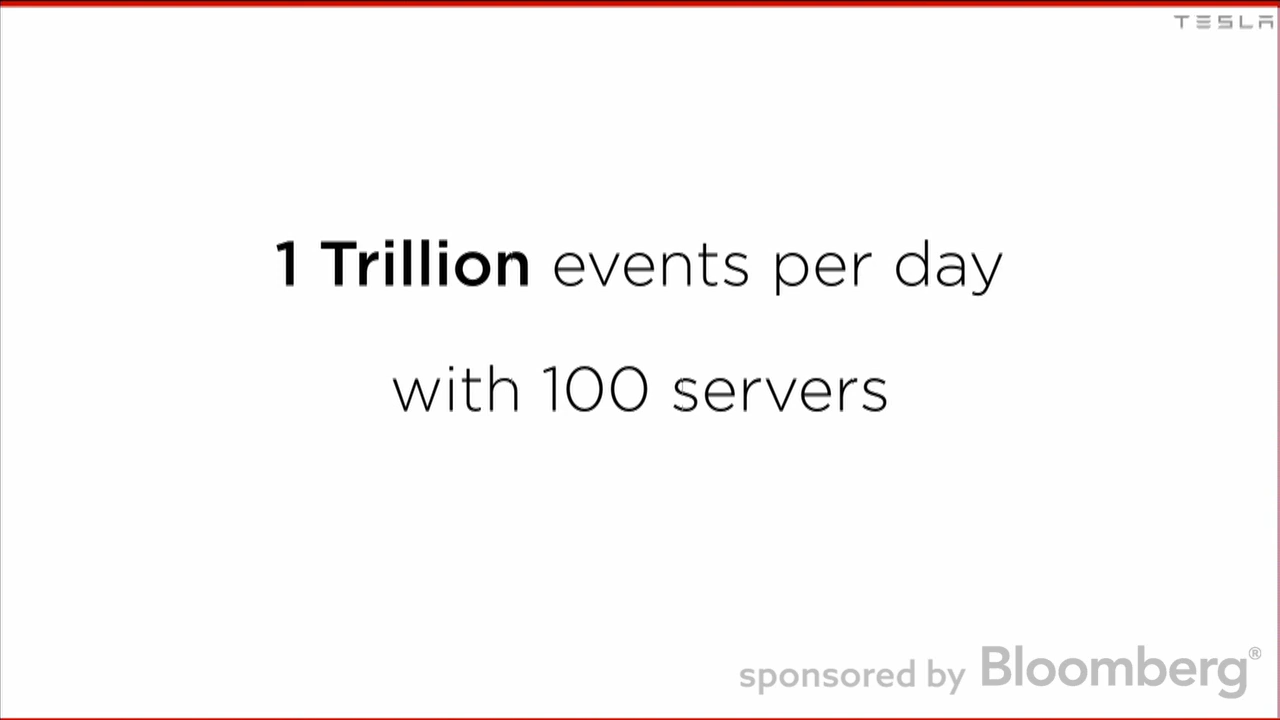 TESLA
1 Trillion events per day
with 100 servers
sponsored by Bloomberg®